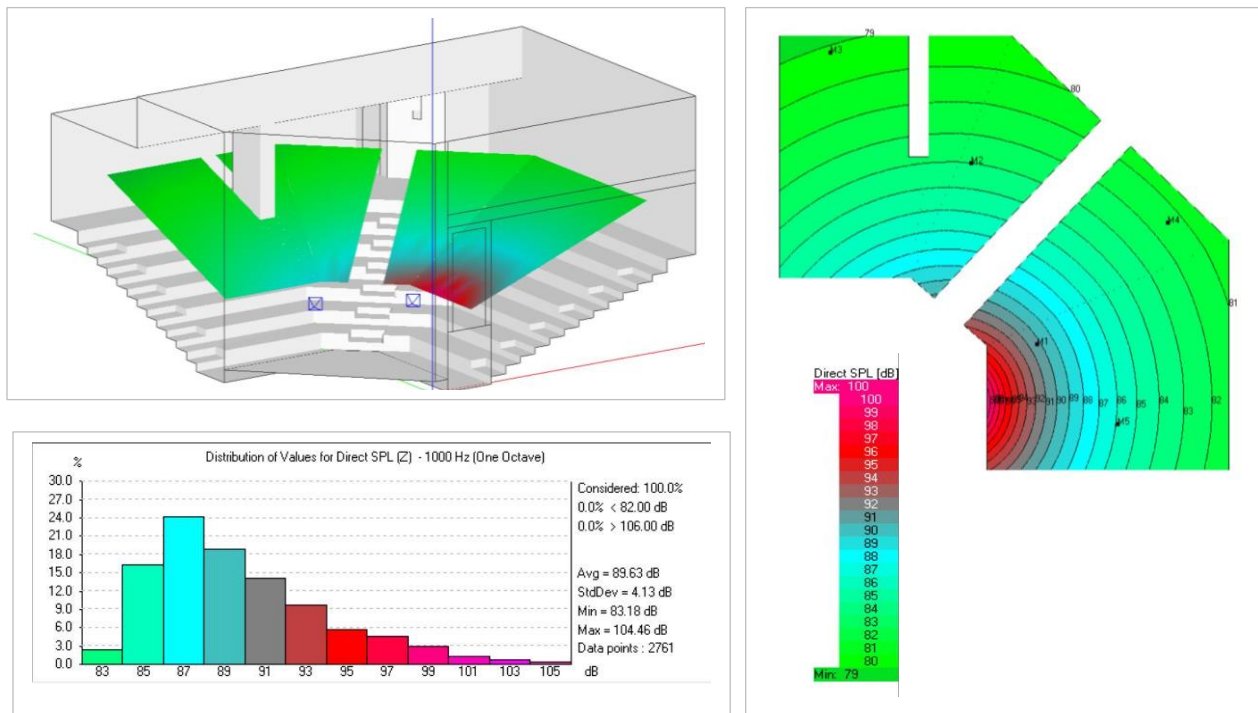 Distribution of Values for Direct SPL (Z) - 1000 Hz (One Octave)
%
30.0
27.0
24.0
21.0
18.0
15.0
12.0
9.0
6.0
3.0
0.0
83 85 87 89 91 93 95 97 99 101 103 105 dB
Considered: 100.0%
0.0% < 82.00 dB
0.0% > 106.00 dB
Avg = 89.63 dB
StdDev = 4.13 dB
Min = 83.18 dB
Max = 104.46 dB
Data points : 2761
79
M3
80
M2
M4
81
M1
92 91 90 89 88 87 86 85 84 83 82
M5
Direct SPL [dB]
Max: 100
100
99
98
97
96
95
94
93
92
91
90
89
88
87
86
85
84
83
82
81
80
Min: 79